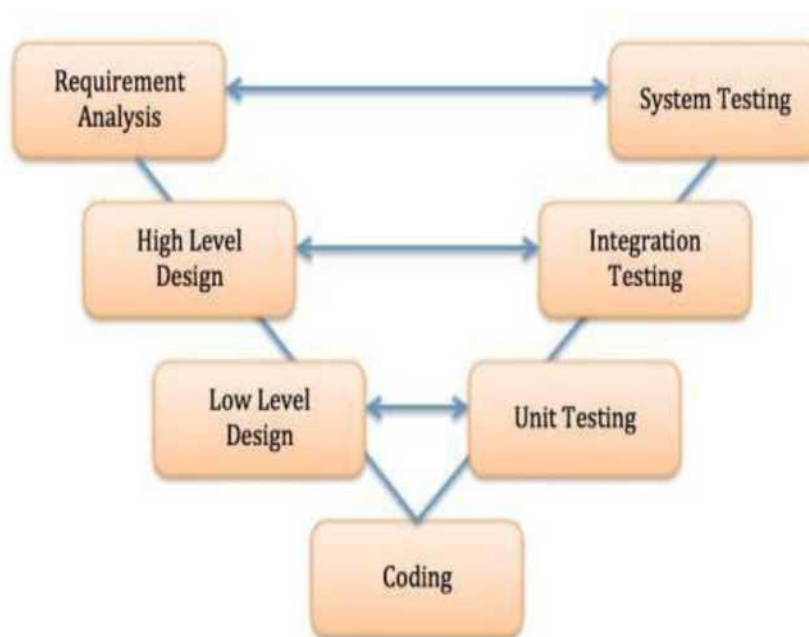 Requirement
Analysis
System Testing
High Level
Design
Integration
Testing
Low Level
Design
Unit Testing
Coding